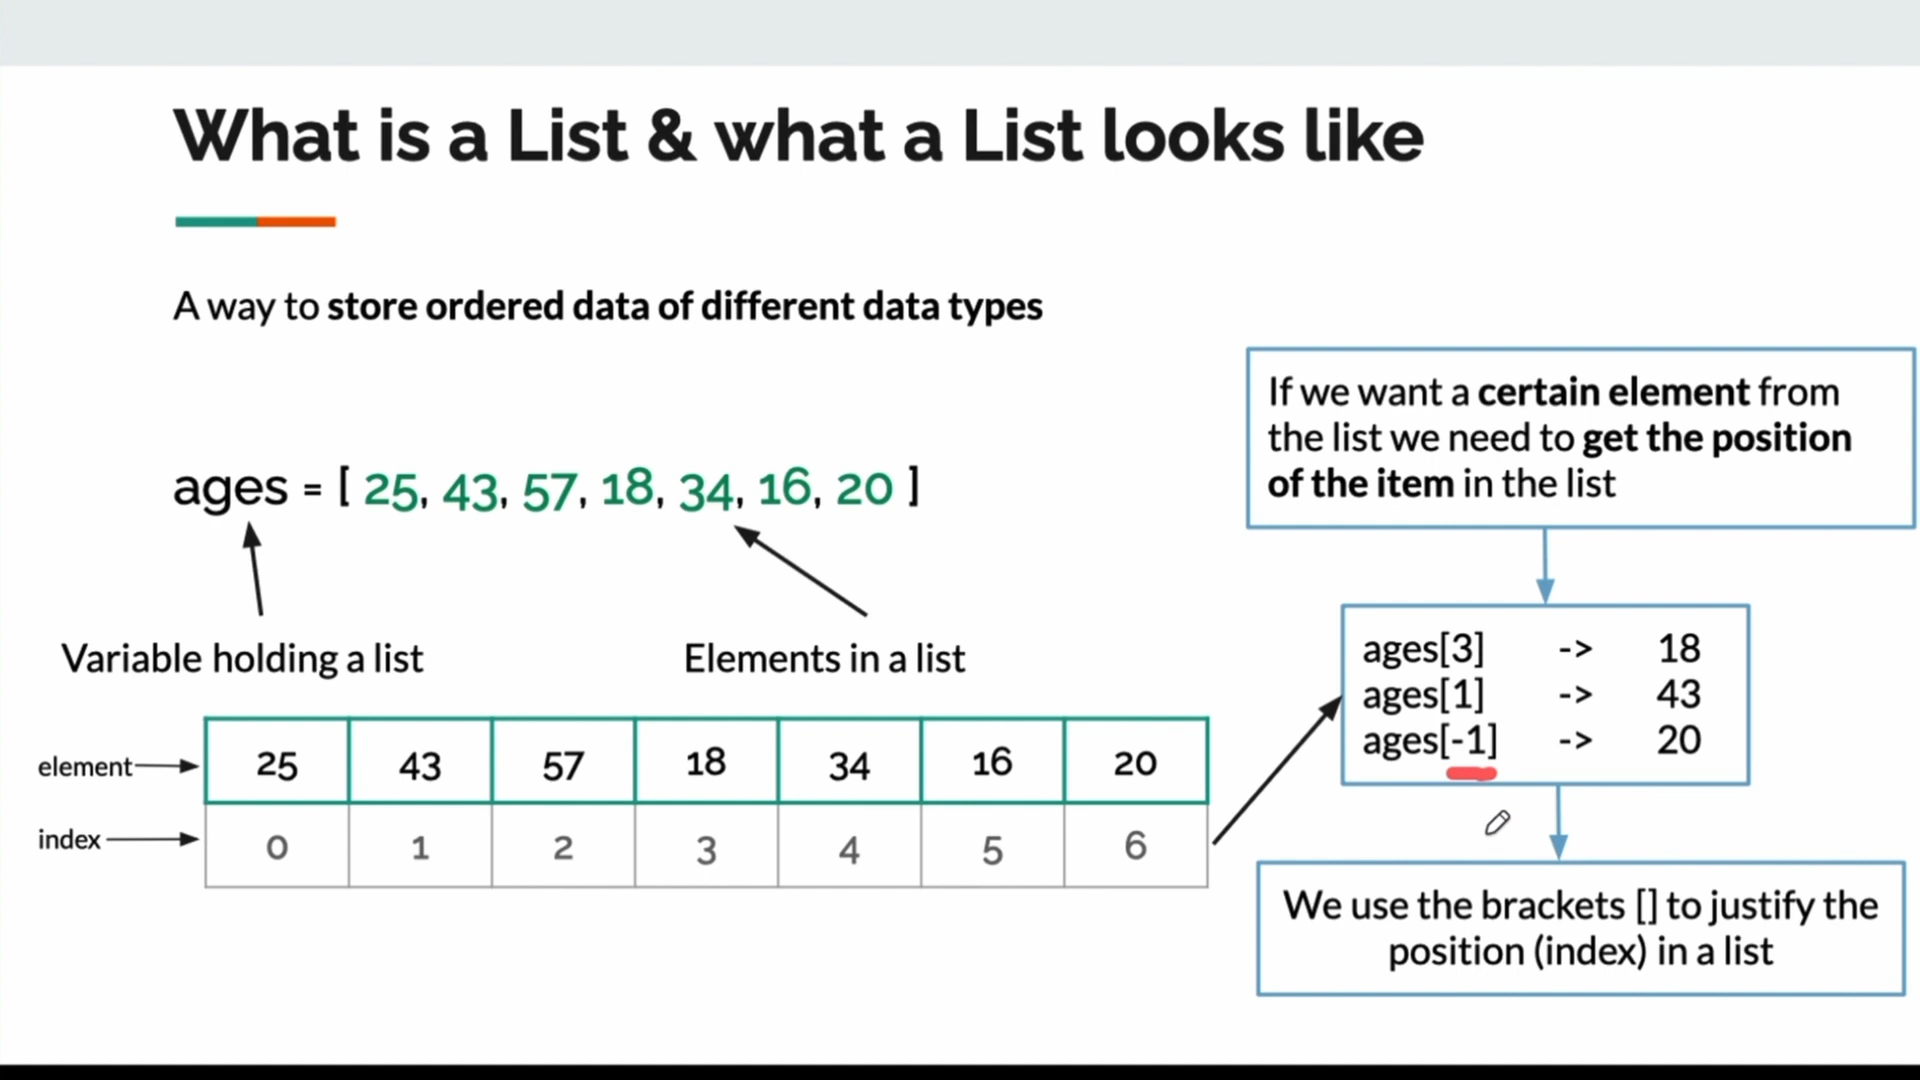 What is a List & what a List looks like
A way to store ordered data of different data types
ages = [ 25, 43, 57, 18, 34, 16, 20 ]
Variable holding a list
Elements in a list
element 25 43 57 18 34 16 20
index 0 1 2 3 4 5 6
If we want a certain element from
the list we need to get the position
of the item in the list
ages[3] -> 18
ages[1] -> 43
ages[-1] -> 20
We use the brackets [] to justify the
position (index) in a list